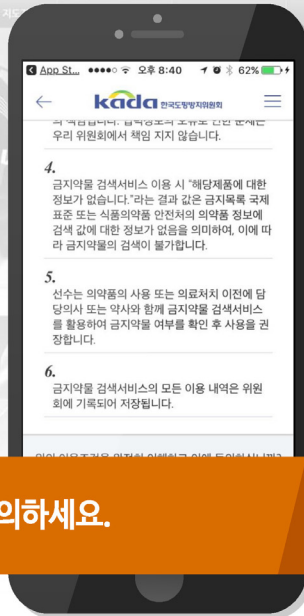 App St... 오후 8:40 62%
kada 한국도핑방지위원회
우리 위원회에서 책임 지지 않습니다.
4.
금지약물 검색서비스 이용 시 "해당제품에 대한
정보가 없습니다."라는 결과 값은 금지목록 국제
표준 또는 식품의약품 안전처의 의약품 정보에
검색 값에 대한 정보가 없음을 의미하여, 이에 따
라 금지약물의 검색이 불가합니다.
5.
선수는 의약품의 사용 또는 의료처치 이전에 담
당의사 또는 약사와 함께 금지약물 검색서비스
를 활용하여 금지약물 여부를 확인 후 사용을 권
장합니다.
6.
금지약물 검색서비스의 모든 이용 내역은 위원
회에 기록되어 저장됩니다.
의하세요.